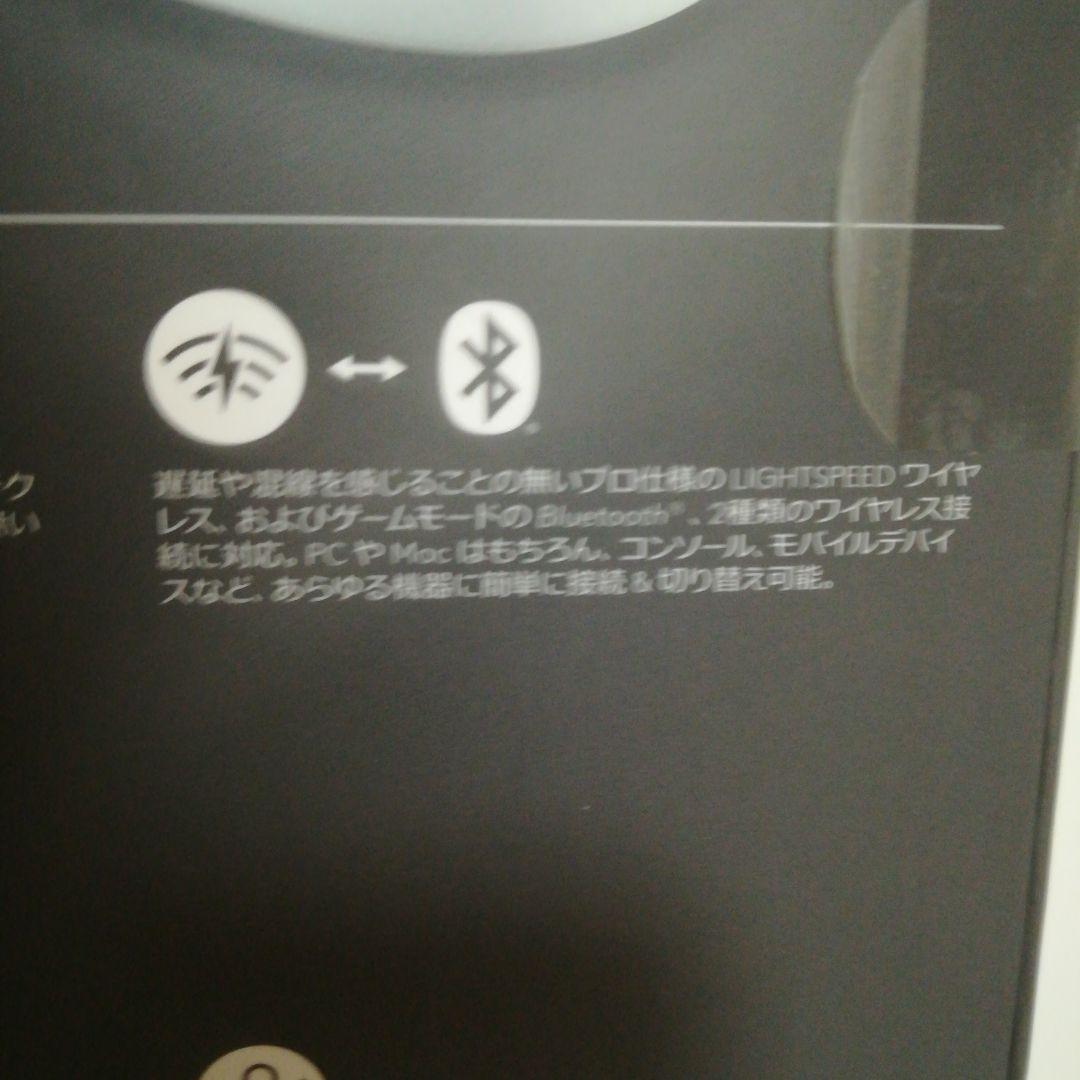 遅延や混線を感じることの無いプロ仕様のLIGHTSPEED ワイヤ
レス、およびゲームモードのBluetooth®、2種類のワイヤレス接
続に対応。PCやMacはもちろん、コンソール、モバイルデバイ
スなど、あらゆる機器に簡単に接続&切り替え可能。